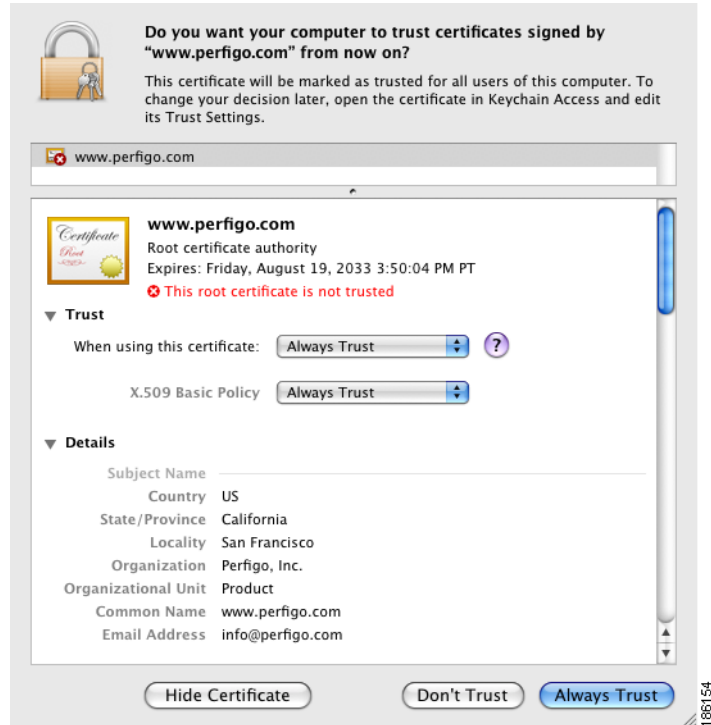 Do you want your computer to trust certificates signed by
“www.perfigo.com” from now on?
This certificate will be marked as trusted for all users of this computer. To
change your decision later, open the certificate in Keychain Access and edit
its Trust Settings.
www.perfigo.com
Certificate
Root
www.perfigo.com
Root certificate authority
Expires: Friday, August 19, 2033 3:50:04 PM PT
This root certificate is not trusted
Trust
When using this certificate: Always Trust ?
X.509 Basic Policy Always Trust
Details
Subject Name
Country US
State/Province California
Locality San Francisco
Organization Perfigo, Inc.
Organizational Unit Product
Common Name www.perfigo.com
Email Address info@perfigo.com
Hide Certificate Don't Trust Always Trust
186154